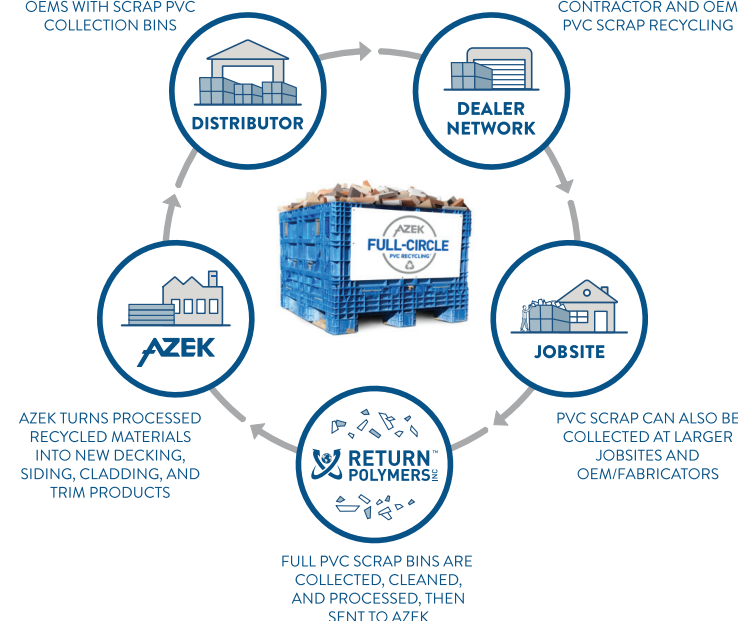 OEMS WITH SCRAP PVC
COLLECTION BINS
CONTRACTOR AND OEM
PVC SCRAP RECYCLING
DISTRIBUTOR
DEALER
NETWORK
AZEK
FULL-CIRCLE
PVC RECYCLING
AZEK
JOBSITE
AZEK TURNS PROCESSED
RECYCLED MATERIALS
INTO NEW DECKING,
SIDING, CLADDING, AND
TRIM PRODUCTS
PVC SCRAP CAN ALSO BE
COLLECTED AT LARGER
JOBSITES AND
OEM/FABRICATORS
RETURN™
POLYMERS INC
FULL PVC SCRAP BINS ARE
COLLECTED, CLEANED,
AND PROCESSED, THEN
SENT TO AZEK